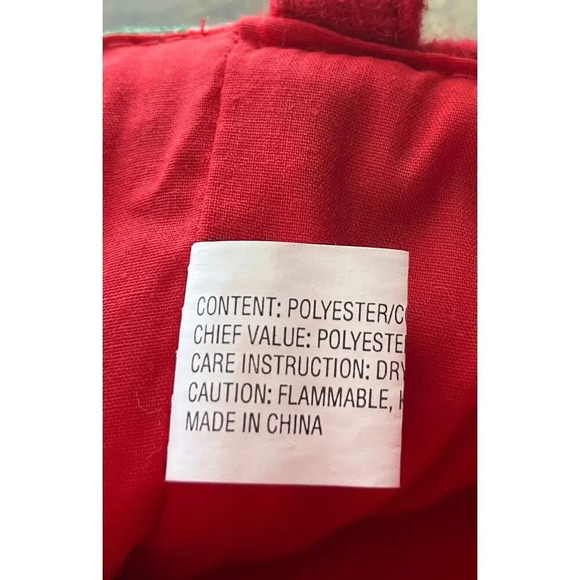 CONTENT: POLYESTER/C
CHIEF VALUE: POLYESTE
CARE INSTRUCTION: DRY
CAUTION: FLAMMABLE,
MADE IN CHINA